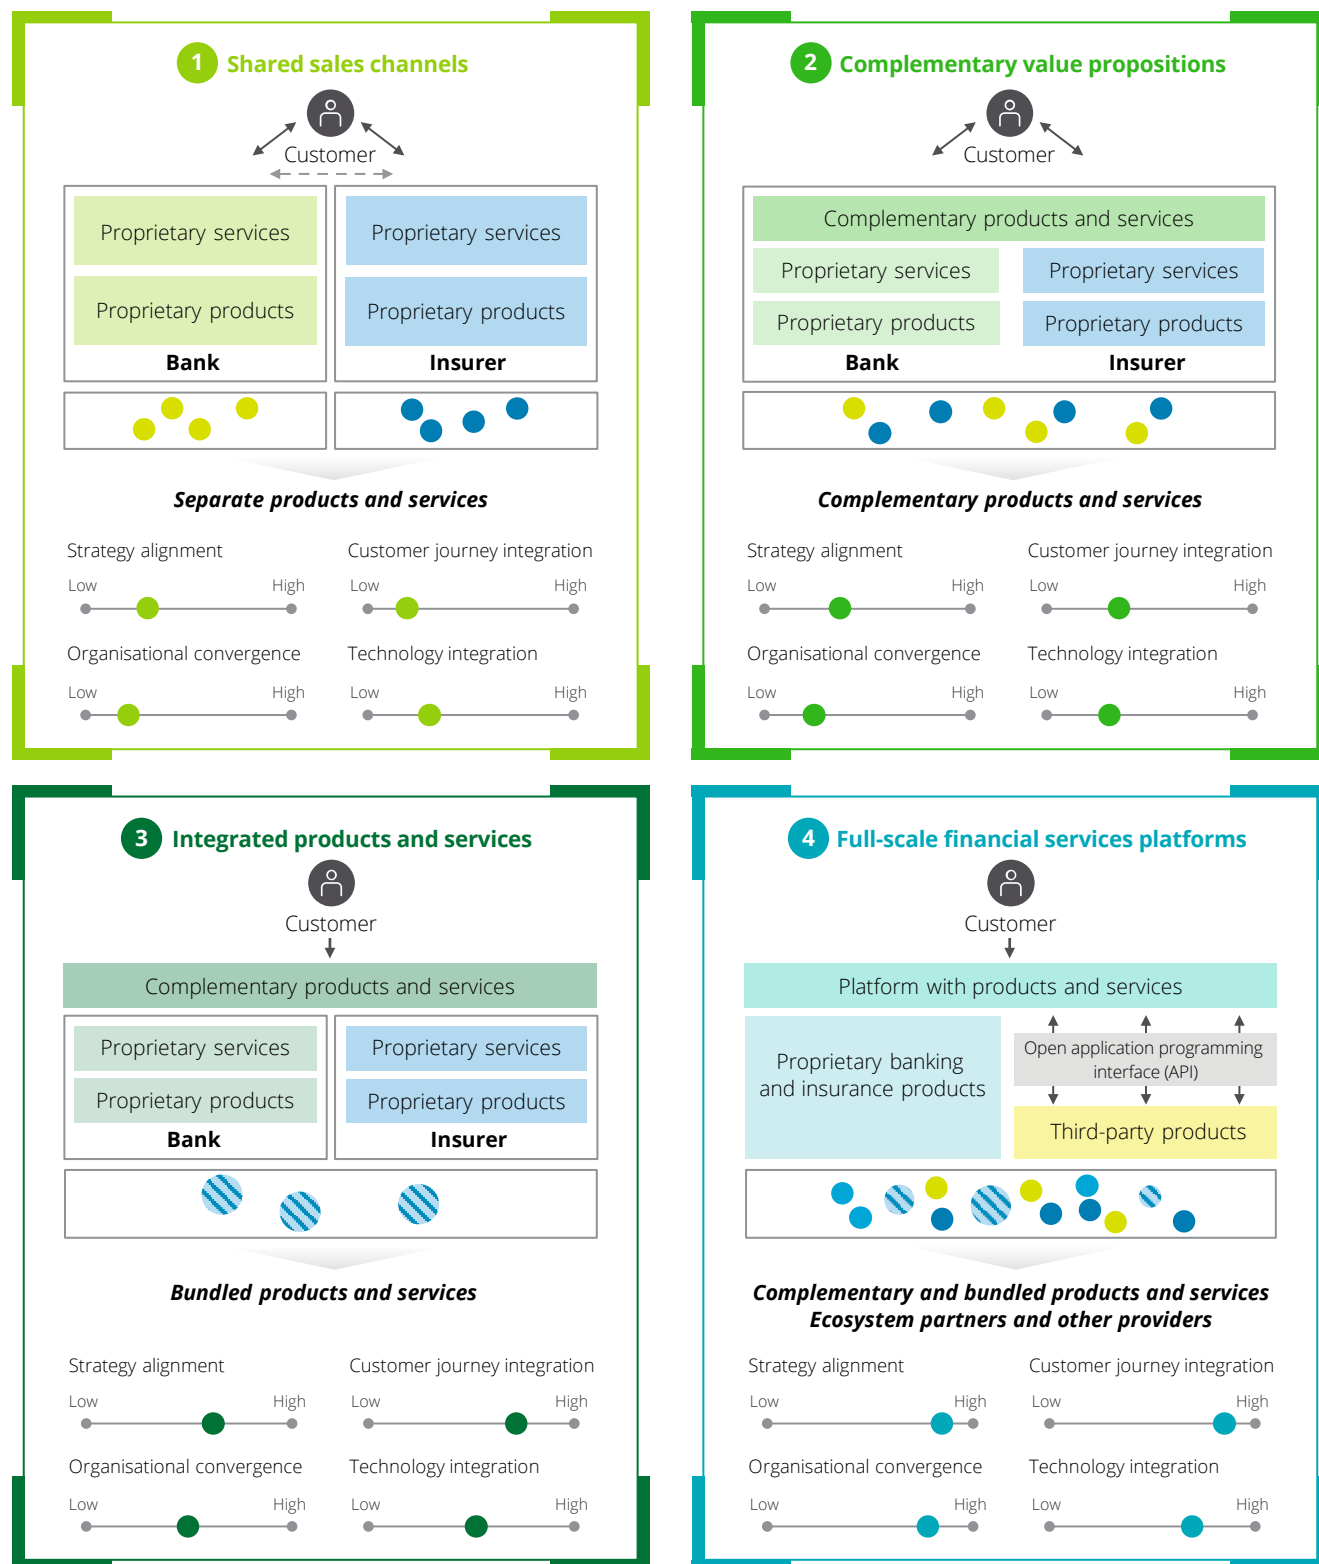 1 Shared sales channels
Customer
Proprietary services
Proprietary services
Proprietary products
Proprietary products
Bank
Insurer
Separate products and services
Strategy alignment
Low
High
Customer journey integration
Low
High
Organisational convergence
Low
High
Technology integration
Low
High
2 Complementary value propositions
Customer
Complementary products and services
Proprietary services
Proprietary services
Proprietary products
Proprietary products
Bank
Insurer
Complementary products and services
Strategy alignment
Low
High
Customer journey integration
Low
High
Organisational convergence
Low
High
Technology integration
Low
High
3 Integrated products and services
Customer
Complementary products and services
Proprietary services
Proprietary services
Proprietary products
Proprietary products
Bank
Insurer
Bundled products and services
Strategy alignment
Low
High
Customer journey integration
Low
High
Organisational convergence
Low
High
Technology integration
Low
High
4 Full-scale financial services platforms
Customer
Platform with products and services
Proprietary banking
and insurance products
Open application programming
interface (API)
Third-party products
Complementary and bundled products and services
Ecosystem partners and other providers
Strategy alignment
Low
High
Customer journey integration
Low
High
Organisational convergence
Low
High
Technology integration
Low
High